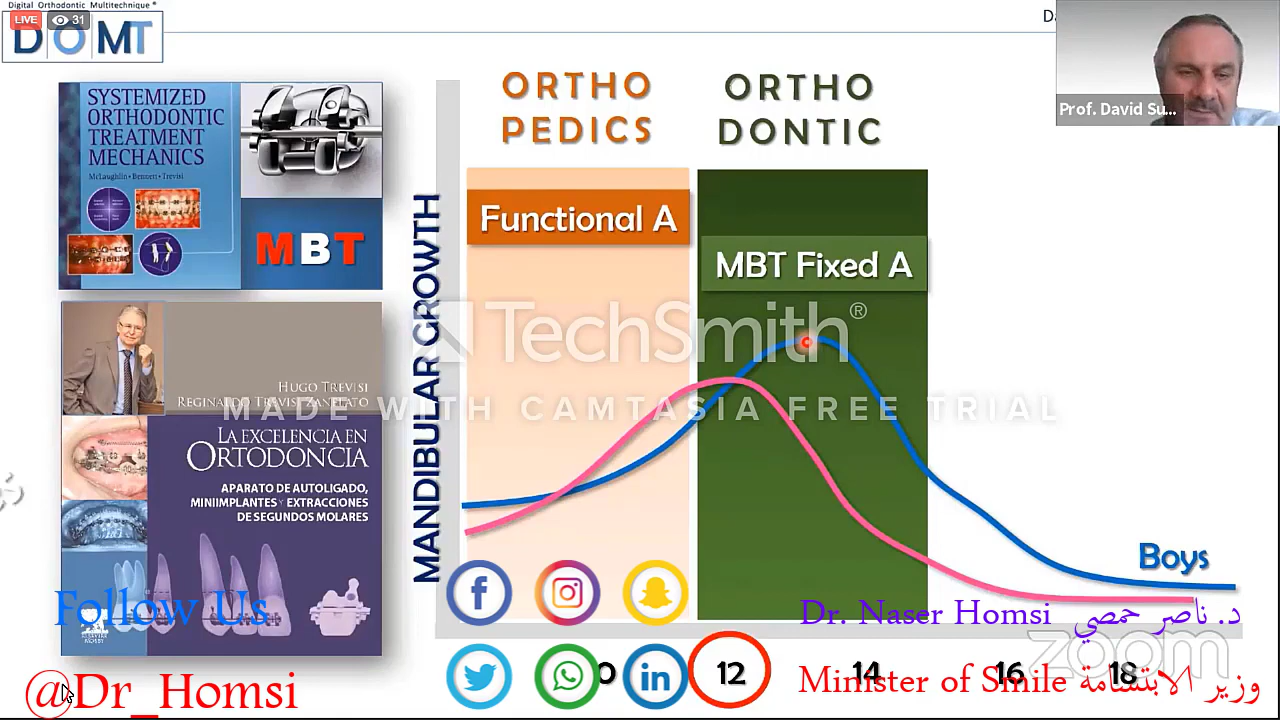 Digital Orthodontic Multitechnique®
LIVE 31
DOMT
Prof. David Su...
SYSTEMIZED
ORTHODONTIC
TREATMENT
MECHANICS
McLaughlin • Bennett • Trevisi
MBT
HUGO TREVISI
REGINALDO TREVISI ZANELATO
LA EXCELENCIA EN
ORTODONCIA
APARATO DE AUTOLIGADO,
MINIIMPLANTES Y EXTRACCIONES
DE SEGUNDOS MOLARES
MANDIBULAR GROWTH
ORTHO
PEDICS
ORTHO
DONTIC
Functional A
MBT Fixed A
TechSmith®
MADE WITH CAMTASIA FREE TRIAL
Boys
Follow Us
@Dr_Homsi
Dr. Naser Homsi د. ناصر حمصي
zoom
12 14 16 18
Minister of Smile وزير الابتسامة